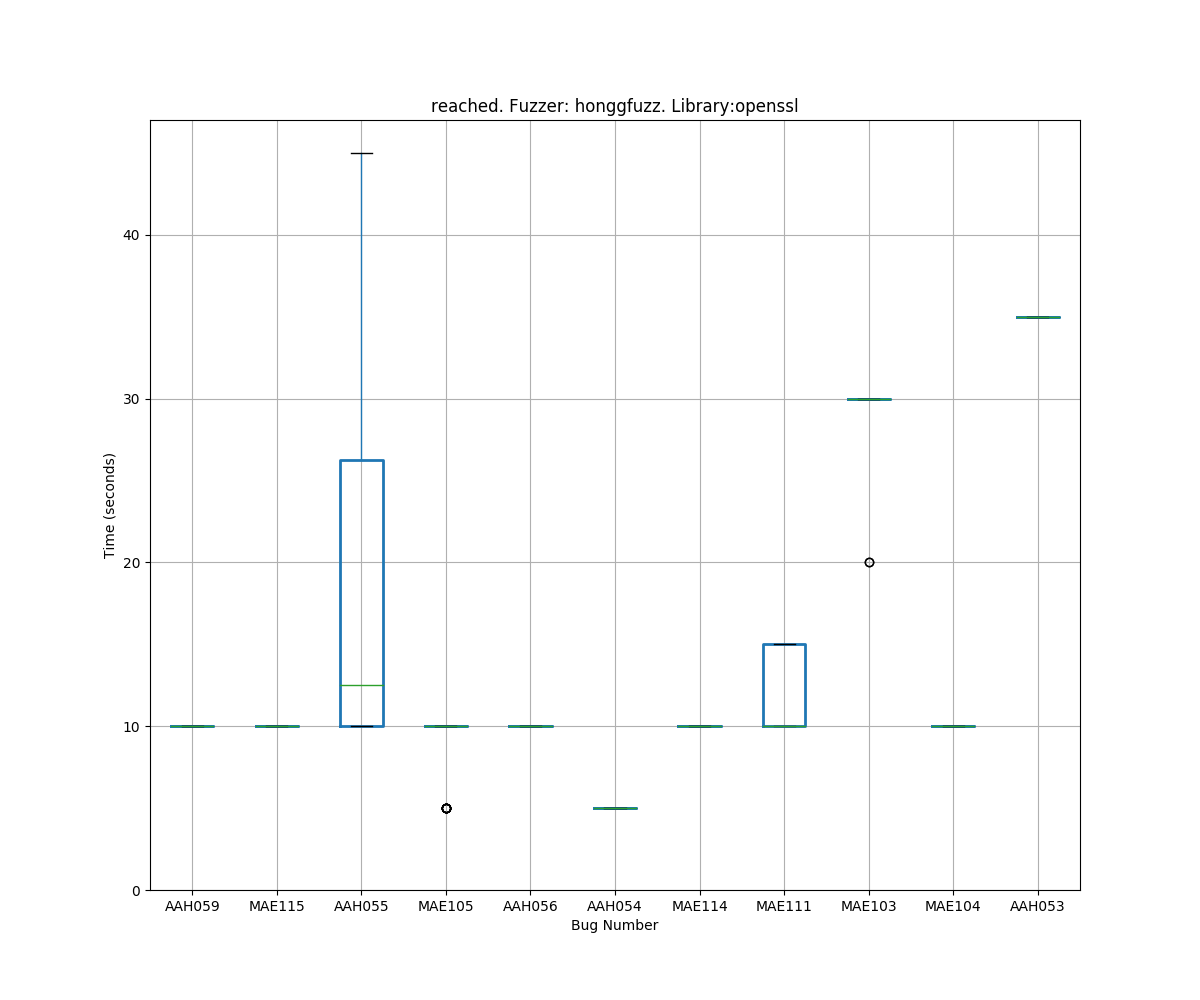 reached. Fuzzer: honggfuzz. Library:openssl
Time (seconds)
40
30
20
10
0
AAH059 MAE115 AAH055 MAE105 AAH056 AAH054 MAE114 MAE111 MAE103 MAE104 AAH053
Bug Number